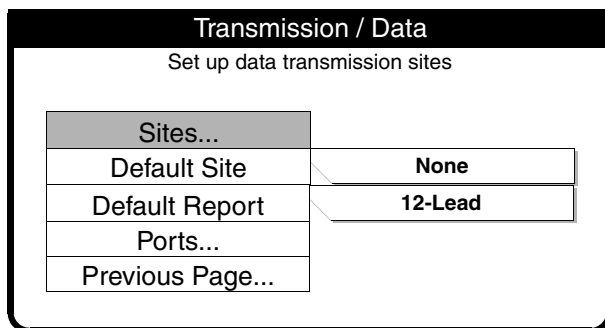 Transmission / Data
Set up data transmission sites
Sites...
Default Site
None
Default Report
12-Lead
Ports...
Previous Page...